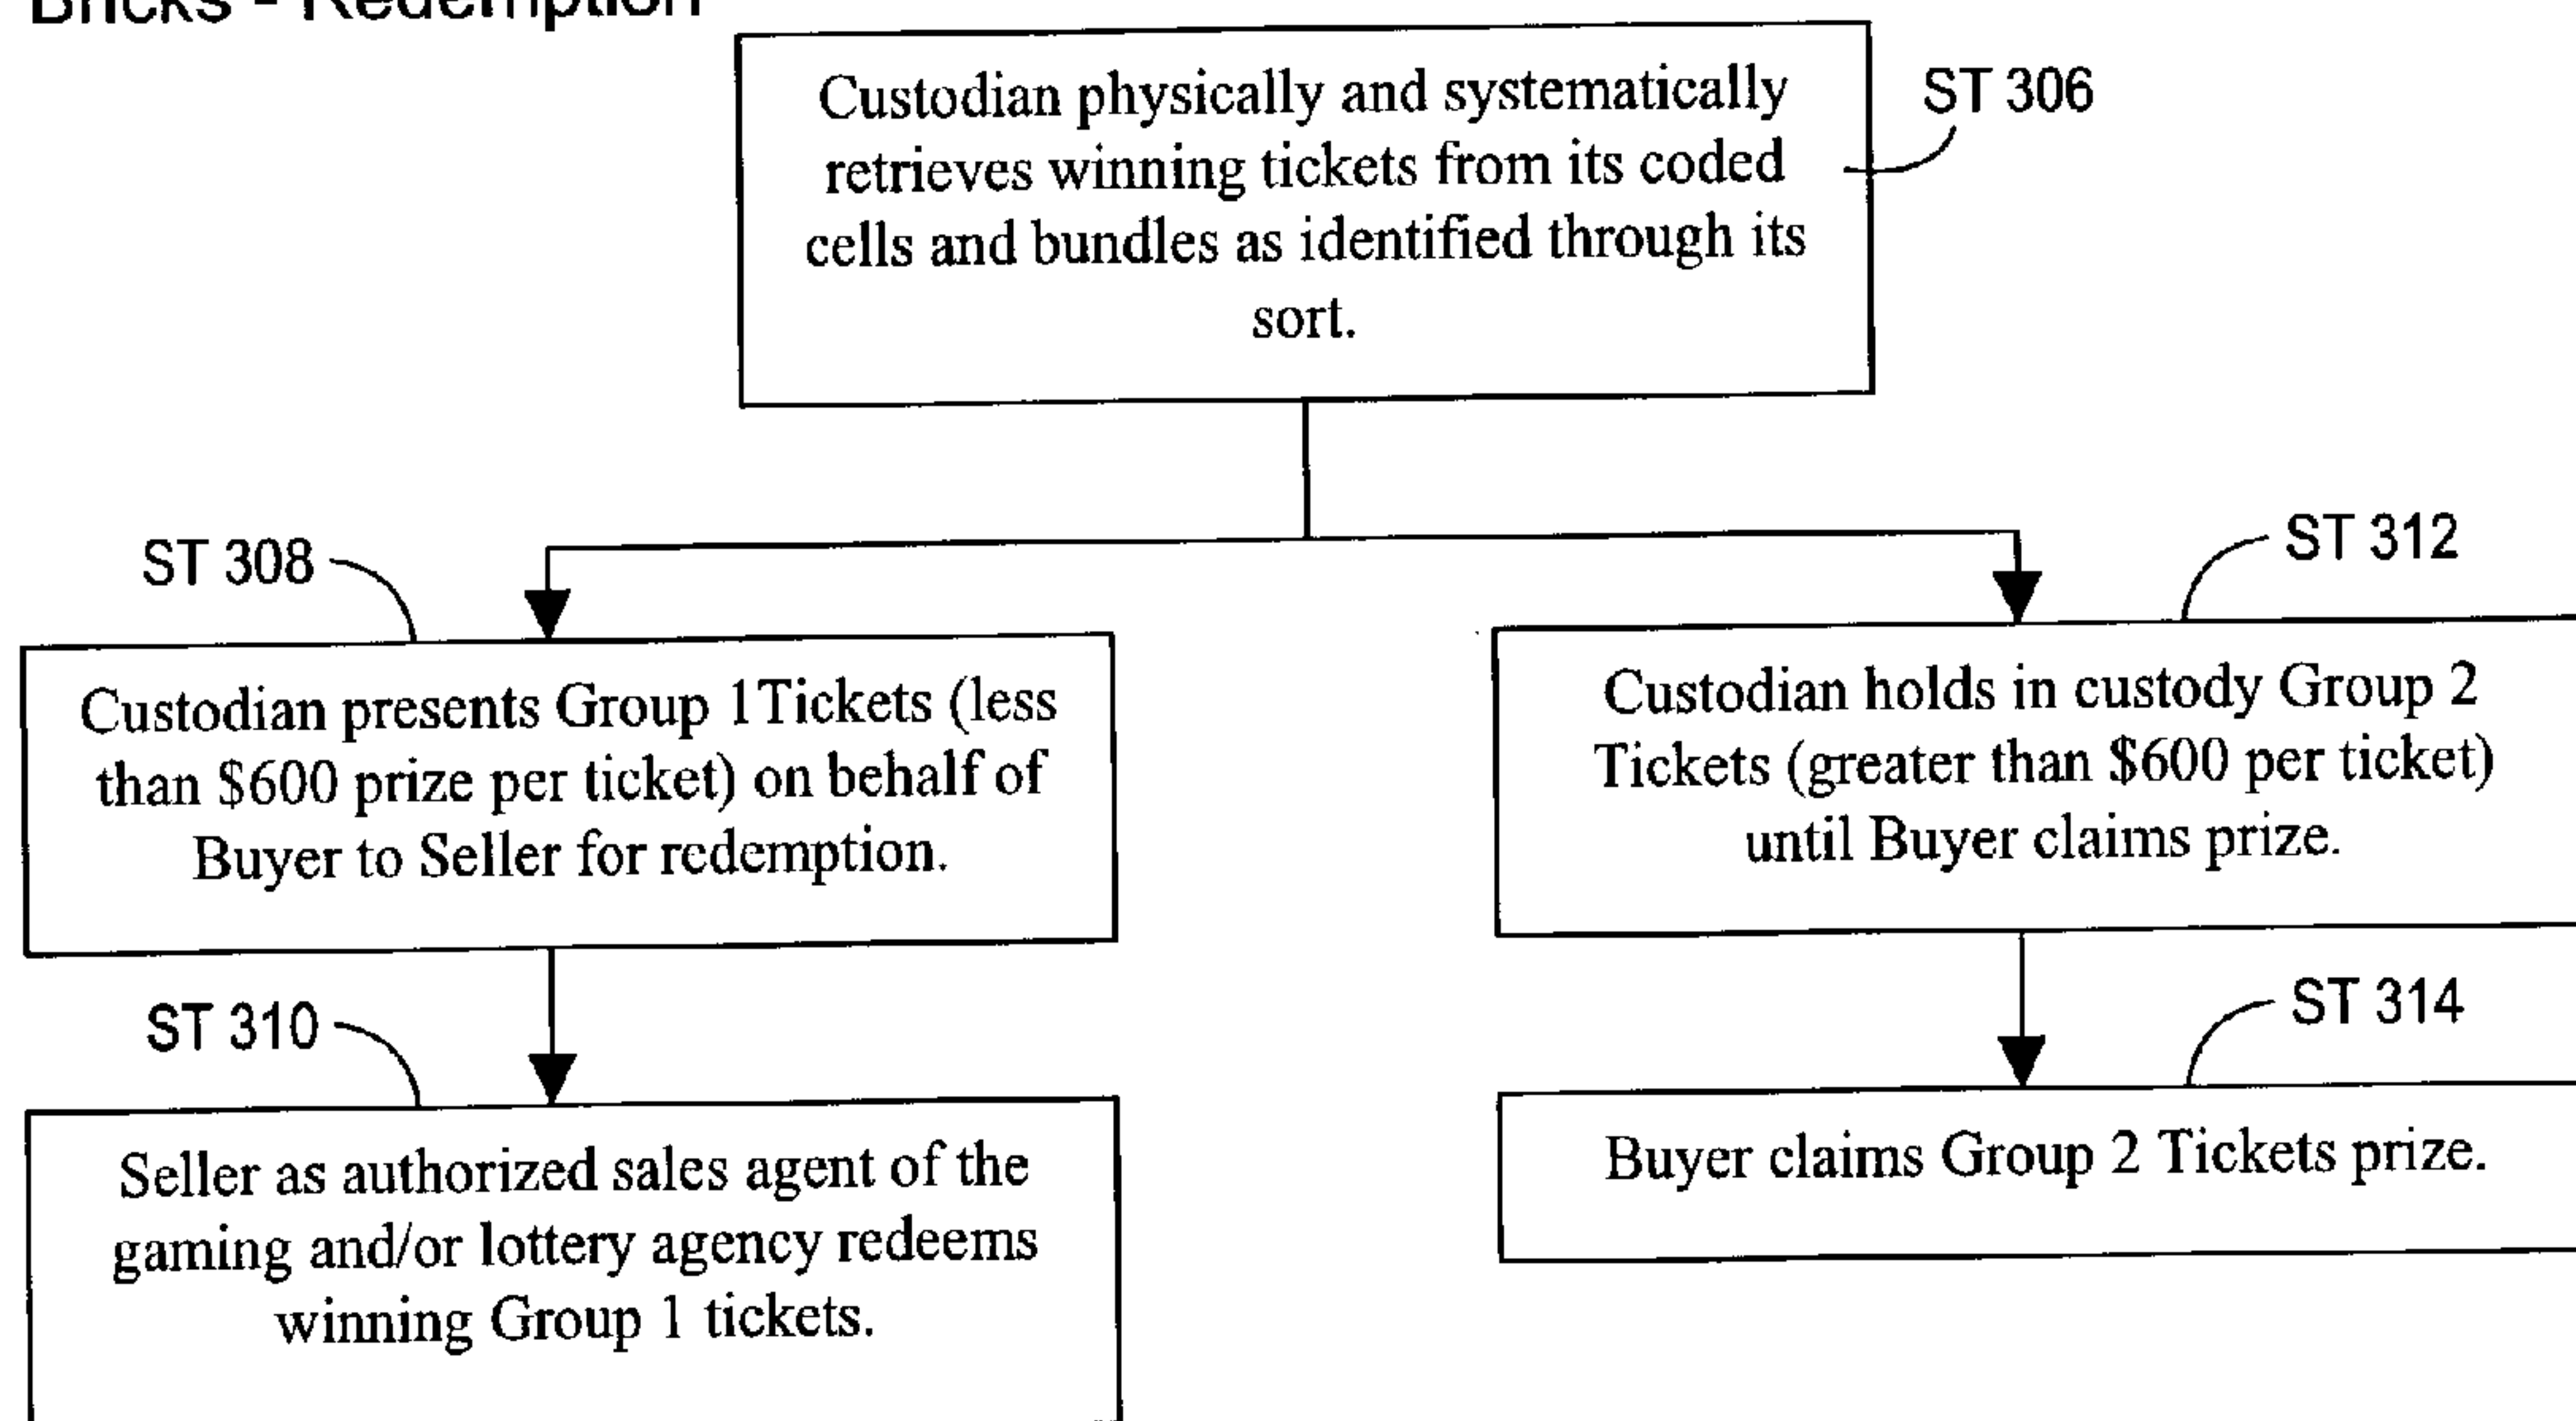 Bricks - Redemption
Custodian physically and systematically
retrieves winning tickets from its coded
cells and bundles as identified through its
sort.
ST 306
ST 308
Custodian presents Group 1Tickets (less
than $600 prize per ticket) on behalf of
Buyer to Seller for redemption.
ST 312
Custodian holds in custody Group 2
Tickets (greater than $600 per ticket)
until Buyer claims prize.
ST 310
Seller as authorized sales agent of the
gaming and/or lottery agency redeems
winning Group 1 tickets.
ST 314
Buyer claims Group 2 Tickets prize.